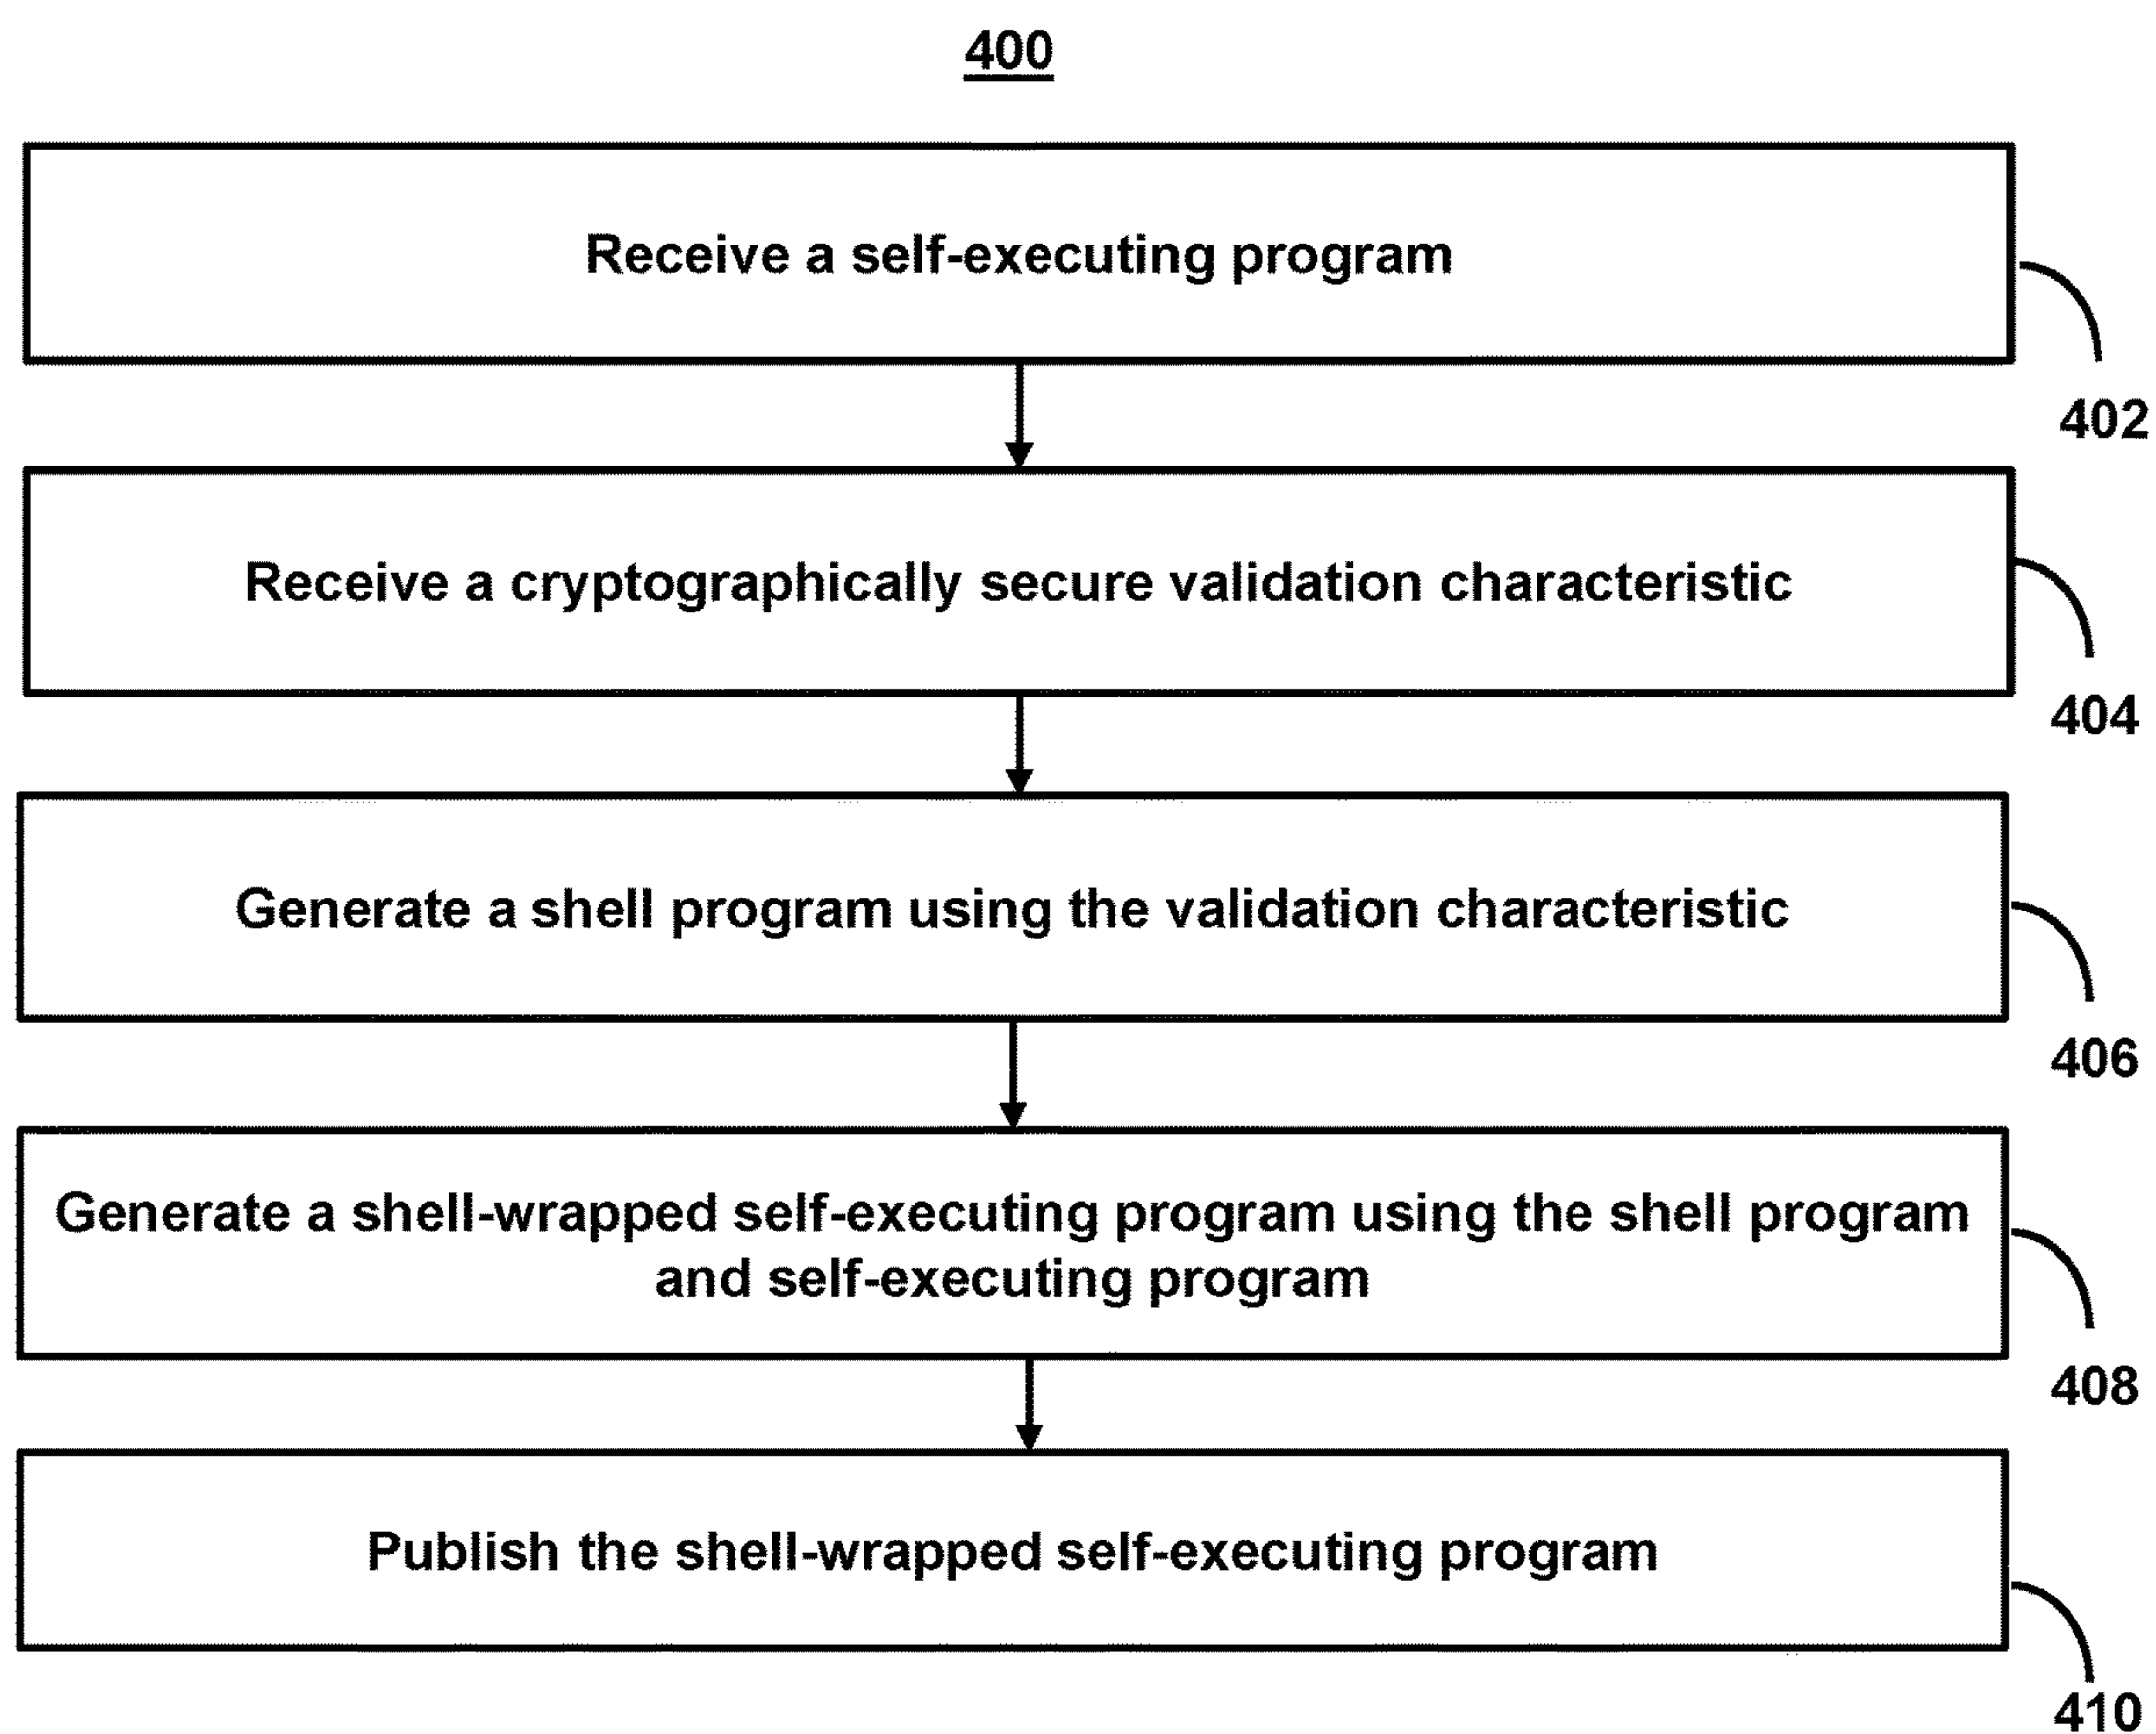 400
Receive a self-executing program
402
Receive a cryptographically secure validation characteristic
404
Generate a shell program using the validation characteristic
406
Generate a shell-wrapped self-executing program using the shell program
and self-executing program
408
Publish the shell-wrapped self-executing program
410